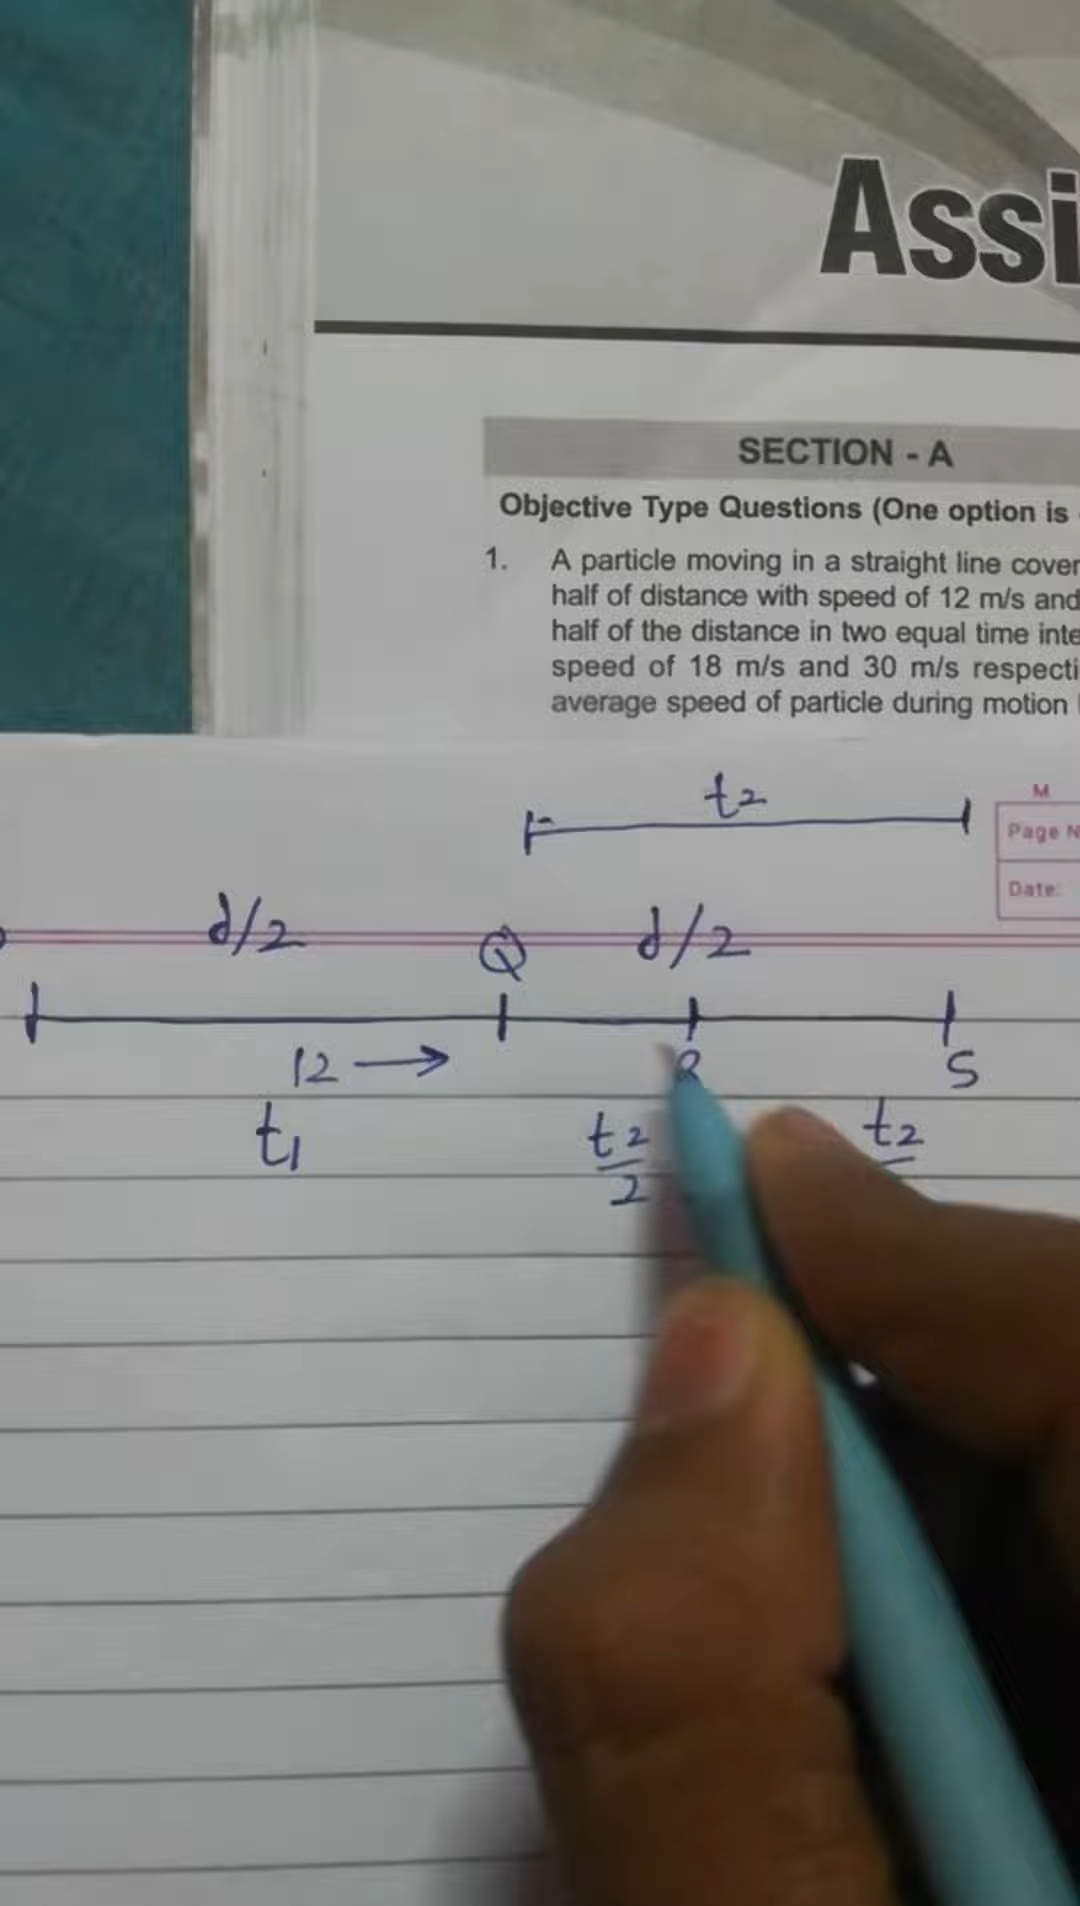 Assi
SECTION - A
Objective Type Questions (One option is
1. A particle moving in a straight line cover
half of distance with speed of 12 m/s and
half of the distance in two equal time inte
speed of 18 m/s and 30 m/s respecti
average speed of particle during motion
t2
M
Page N
Date:
d/2 Q d/2
12 → R S
t1 t2/2 t2